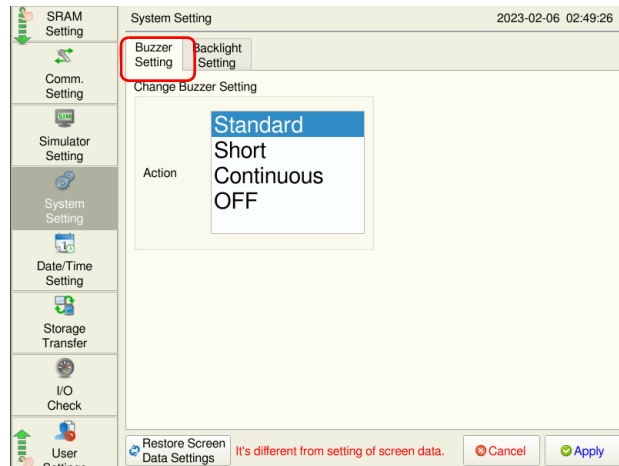 SRAM
Setting
Comm.
Setting
SIM
Simulator
Setting
System
Setting
Date/Time
Setting
Storage
Transfer
I/O
Check
User
Settings
System Setting
2023-02-06 02:49:26
Buzzer
Setting
Backlight
Setting
Change Buzzer Setting
Action
Standard
Short
Continuous
OFF
Restore Screen
Data Settings
It's different from setting of screen data.
Cancel
Apply